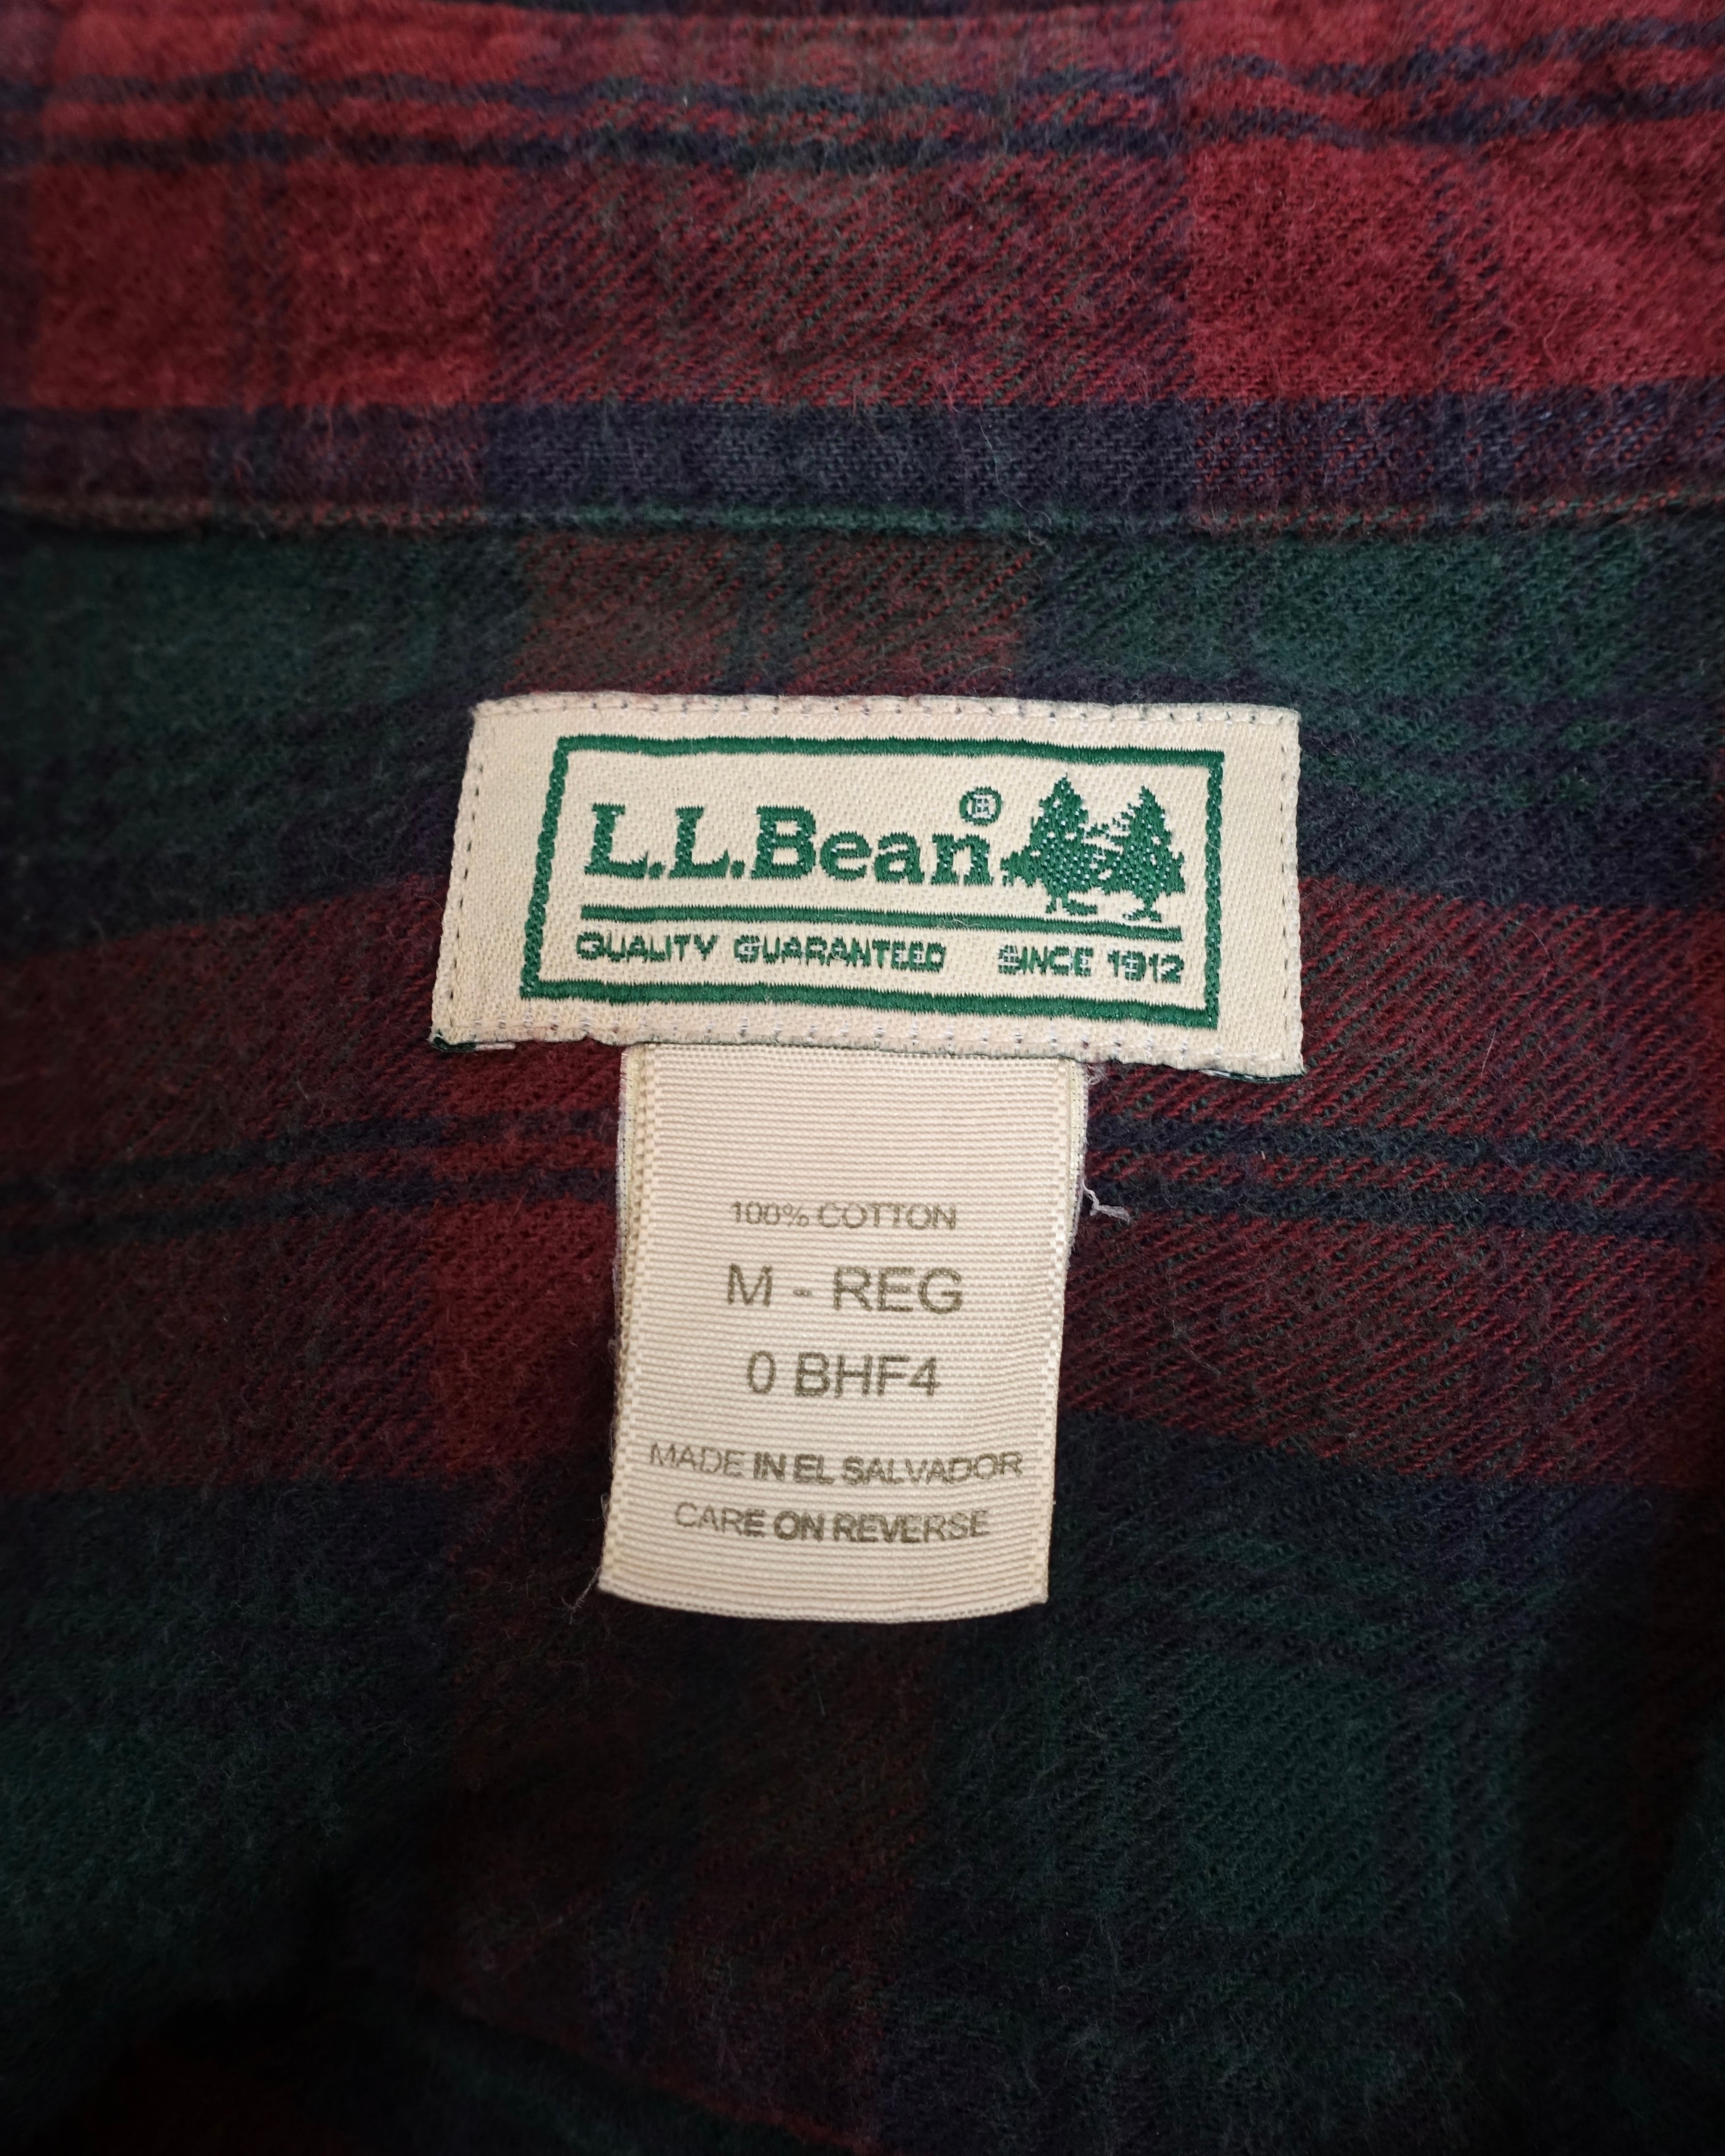 L.L.Bean®
QUALITY GUARANTEED SINCE 1912
100% COTTON
M - REG
0 BHF4
MADE IN EL SALVADOR
CARE ON REVERSE